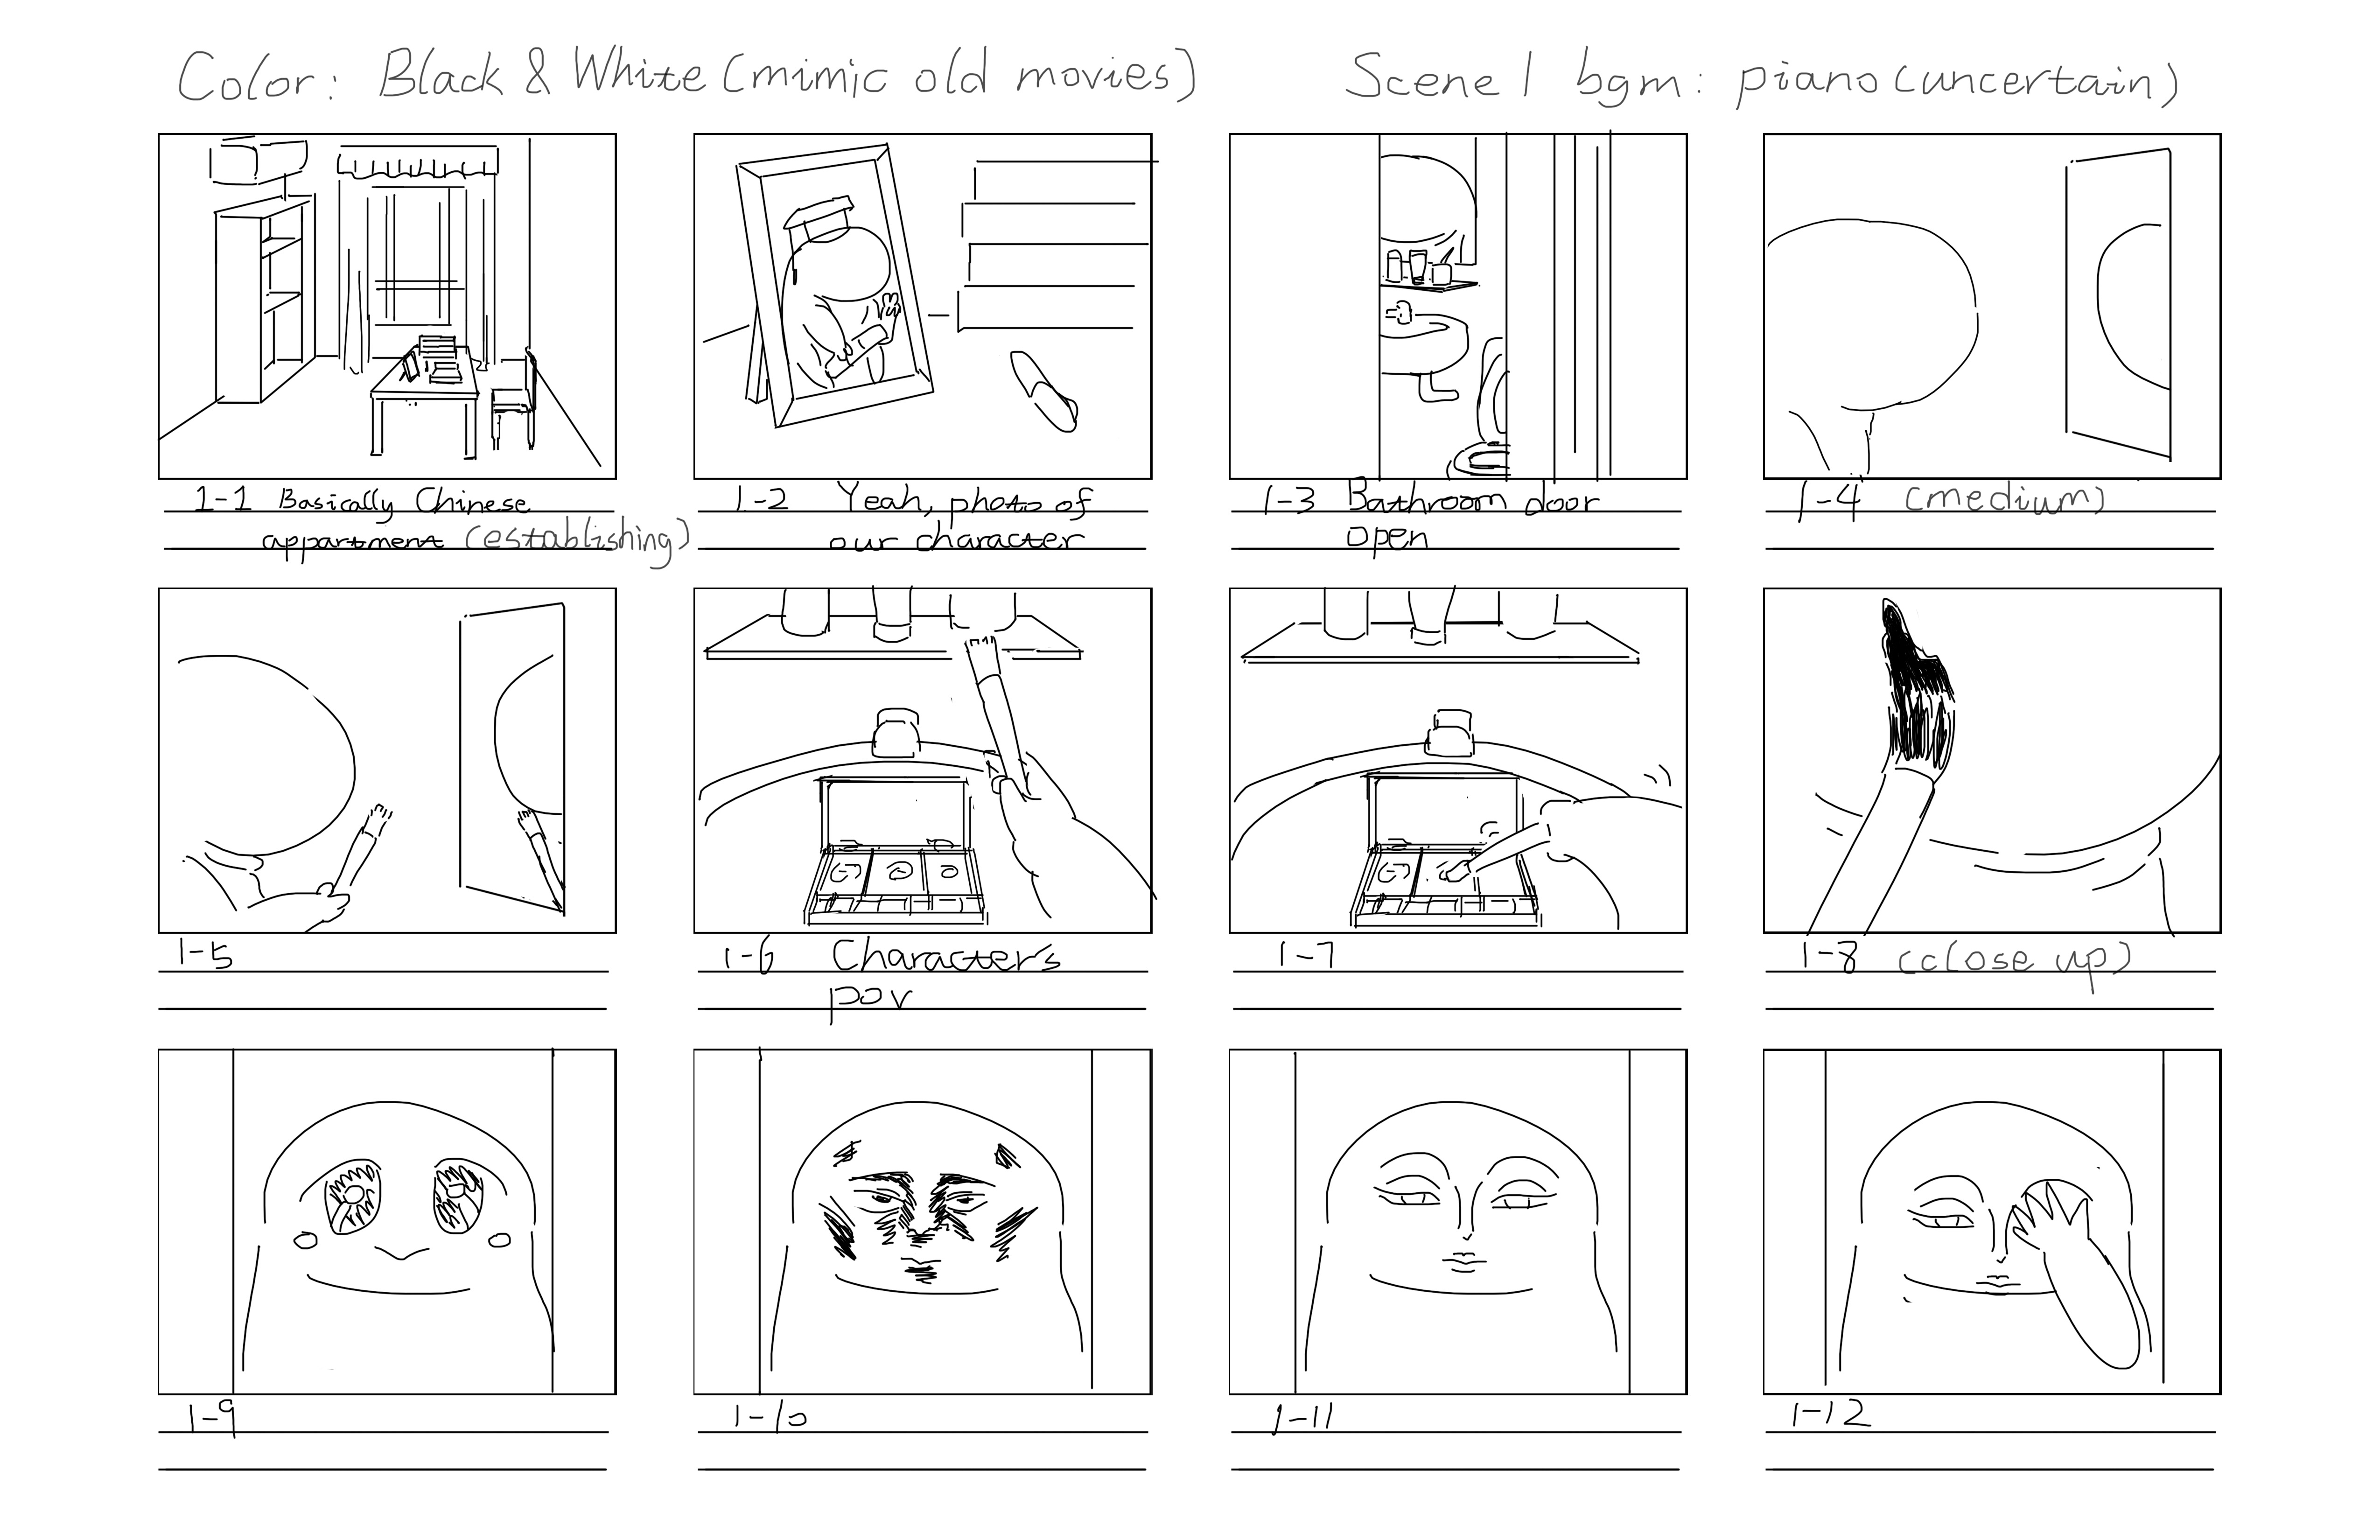 Color: Black & White (mimic old movies)
Scene 1 bgm: piano (uncertain)
1-1 Basically Chinese
appartment (establishing)
1-2 Yeah, photo of
our character
1-3 Bathroom door
open
1-4 (medium)
1-5
1-6 Characters
pov
1-7
1-8 (close up)
1-9
1-10
1-11
1-12